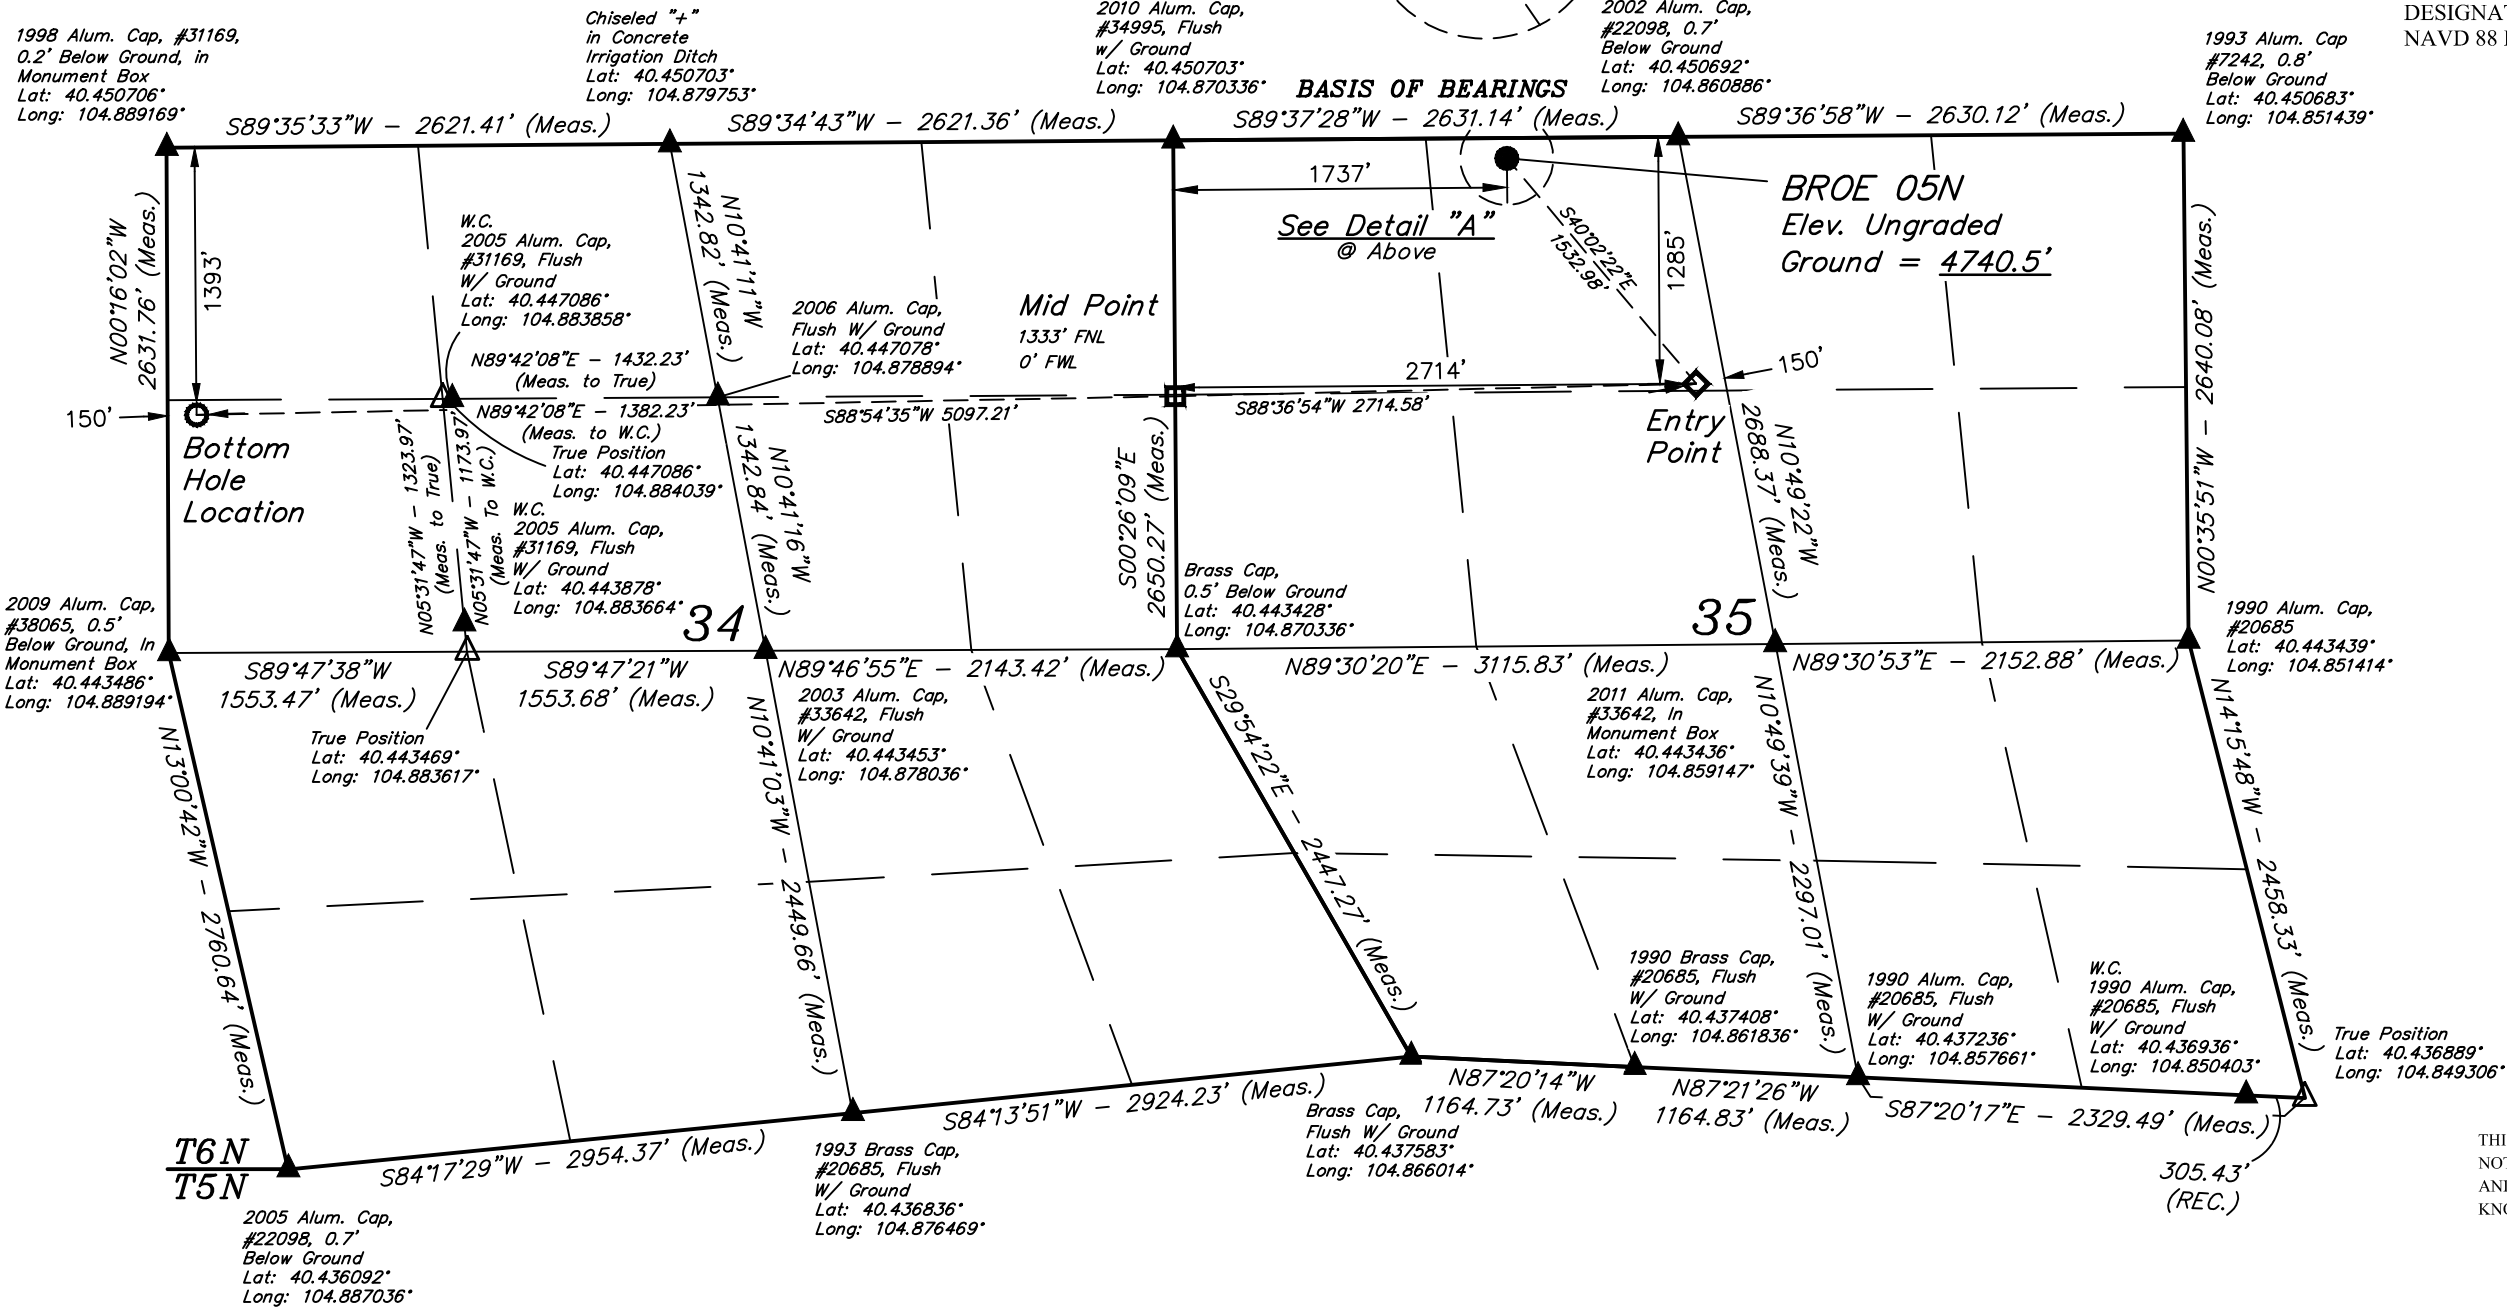 1998 Alum. Cap, #31169,
0.2' Below Ground, in
Monument Box
Lat: 40.450706°
Long: 104.889169°
Chiseled "+"
in Concrete
Irrigation Ditch
Lat: 40.450703°
Long: 104.879753°
2010 Alum. Cap,
#34995, Flush
w/ Ground
Lat: 40.450703°
Long: 104.870336°
BASIS OF BEARINGS
2002 Alum. Cap,
#22098, 0.7'
Below Ground
Lat: 40.450692°
Long: 104.860886°
1993 Alum. Cap
#7242, 0.8'
Below Ground
Lat: 40.450683°
Long: 104.851439°
S89°35'33"W - 2621.41' (Meas.)
S89°34'43"W - 2621.36' (Meas.)
S89°37'28"W - 2631.14' (Meas.)
S89°36'58"W - 2630.12' (Meas.)
N00°16'02"W
2631.76' (Meas.)
1393'
W.C.
2005 Alum. Cap,
#31169, Flush
W/ Ground
Lat: 40.447086°
Long: 104.883858°
N10°41'11"W
1342.82' (Meas.)
2006 Alum. Cap,
Flush W/ Ground
Lat: 40.447078°
Long: 104.878894°
Mid Point
1333' FNL
0' FWL
1737'
See Detail "A"
@ Above
S40°02'22"E
1532.98'
1285'
BROE 05N
Elev. Ungraded
Ground = 4740.5'
N00°35'51"W - 2640.08' (Meas.)
N89°42'08"E - 1432.23'
(Meas. to True)
N89°42'08"E - 1382.23'
(Meas. to W.C.)
S88°54'35"W 5097.21'
2714'
S88°36'54"W 2714.58'
150'
150'
Bottom
Hole
Location
Entry
Point
True Position
Lat: 40.447086°
Long: 104.884039°
N05°31'47"W - 1323.97'
(Meas. to True)
N05°31'47"W - 1173.97'
(Meas. To W.C.)
W.C.
2005 Alum. Cap,
#31169, Flush
W/ Ground
Lat: 40.443878°
Long: 104.883664°
N10°41'16"W
1342.84' (Meas.)
S00°26'09"E
2650.27' (Meas.)
Brass Cap,
0.5' Below Ground
Lat: 40.443428°
Long: 104.870336°
N10°49'22"W
2688.37' (Meas.)
34
35
2009 Alum. Cap,
#38065, 0.5'
Below Ground, In
Monument Box
Lat: 40.443486°
Long: 104.889194°
1990 Alum. Cap,
#20685
Lat: 40.443439°
Long: 104.851414°
S89°47'38"W
1553.47' (Meas.)
S89°47'21"W
1553.68' (Meas.)
N89°46'55"E - 2143.42' (Meas.)
N89°30'20"E - 3115.83' (Meas.)
N89°30'53"E - 2152.88' (Meas.)
True Position
Lat: 40.443469°
Long: 104.883617°
2003 Alum. Cap,
#33642, Flush
W/ Ground
Lat: 40.443453°
Long: 104.878036°
2011 Alum. Cap,
#33642, In
Monument Box
Lat: 40.443436°
Long: 104.859147°
N13°00'42"W - 2760.64' (Meas.)
N10°41'03"W - 2449.66' (Meas.)
S29°54'22"E - 2447.27' (Meas.)
N10°49'39"W - 2297.01' (Meas.)
N14°15'48"W - 2458.33' (Meas.)
1990 Brass Cap,
#20685, Flush
W/ Ground
Lat: 40.437408°
Long: 104.861836°
1990 Alum. Cap,
#20685, Flush
W/ Ground
Lat: 40.437236°
Long: 104.857661°
W.C.
1990 Alum. Cap,
#20685, Flush
W/ Ground
Lat: 40.436936°
Long: 104.850403°
True Position
Lat: 40.436889°
Long: 104.849306°
S84°17'29"W - 2954.37' (Meas.)
S84°13'51"W - 2924.23' (Meas.)
N87°20'14"W
1164.73' (Meas.)
N87°21'26"W
1164.83' (Meas.)
S87°20'17"E - 2329.49' (Meas.)
305.43'
(REC.)
Brass Cap,
Flush W/ Ground
Lat: 40.437583°
Long: 104.866014°
T6N
T5N
1993 Brass Cap,
#20685, Flush
W/ Ground
Lat: 40.436836°
Long: 104.876469°
2005 Alum. Cap,
#22098, 0.7'
Below Ground
Lat: 40.436092°
Long: 104.887036°
NAVD 88